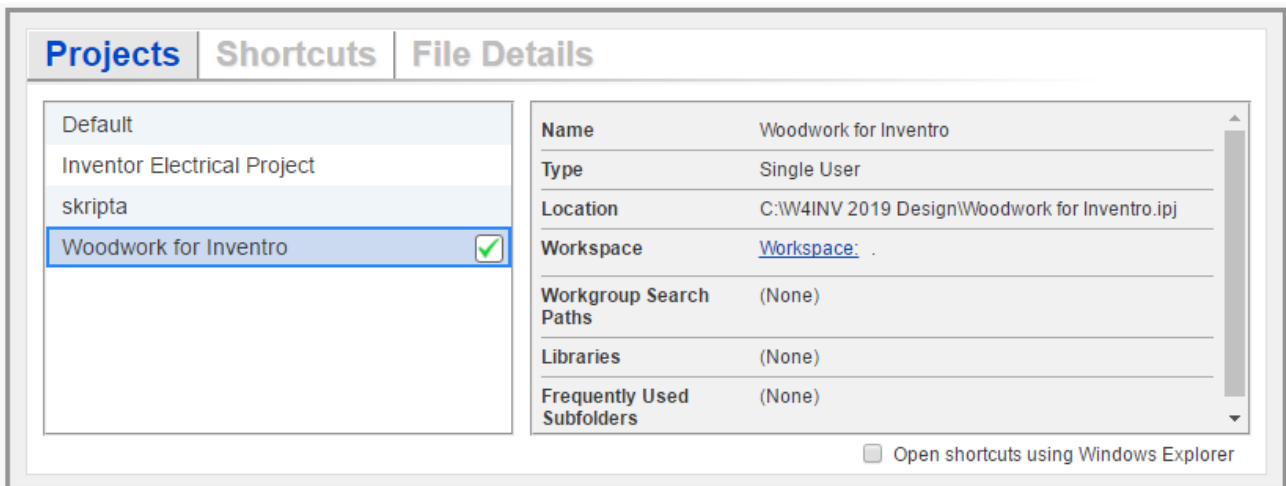 Projects Shortcuts File Details
Default
Inventor Electrical Project
skripta
Woodwork for Inventro
Name Woodwork for Inventro
Type Single User
Location C:\W4INV 2019 Design\Woodwork for Inventro.ipj
Workspace Workspace: .
Workgroup Search (None)
Paths
Libraries (None)
Frequently Used (None)
Subfolders
Open shortcuts using Windows Explorer